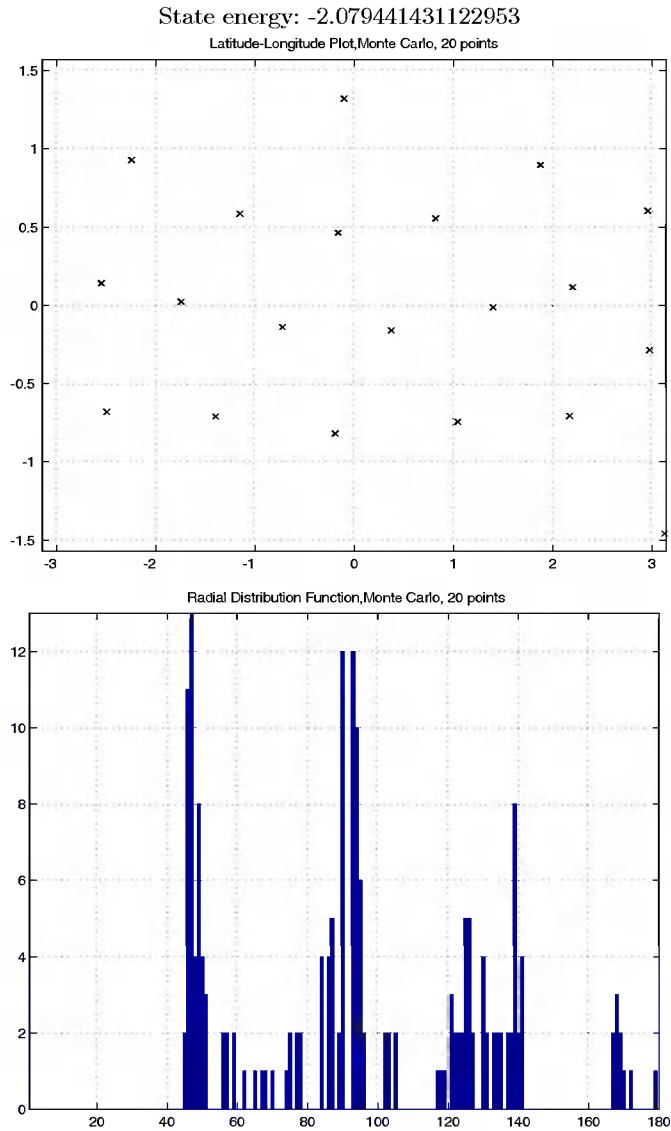 State energy: -2.079441431122953
Latitude-Longitude Plot,Monte Carlo, 20 points
1.5
1
0.5
0
-0.5
-1
-1.5
-3 -2 -1 0 1 2 3
Radial Distribution Function,Monte Carlo, 20 points
12
10
8
6
4
2
0
20 40 60 80 100 120 140 160 180